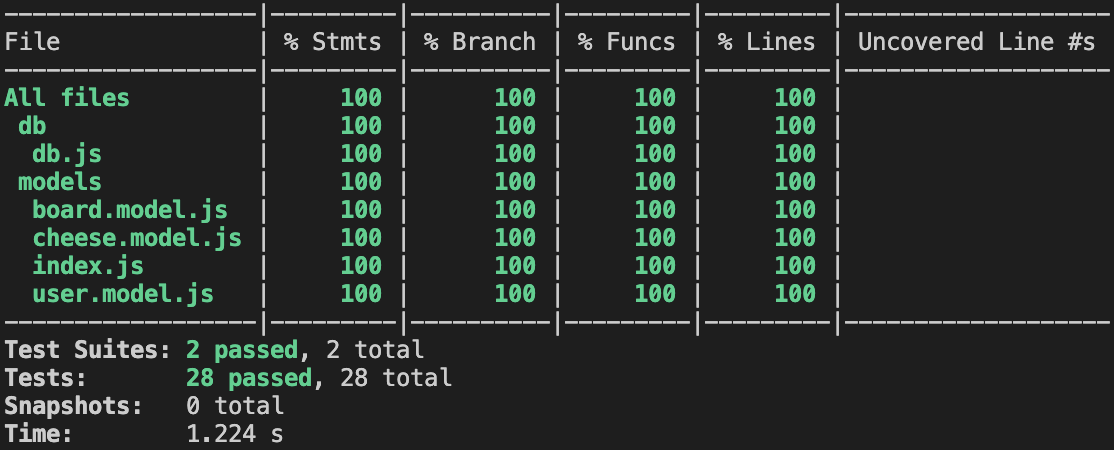 -------------------|---------|----------|---------|---------|-------------------
File               | % Stmts | % Branch | % Funcs | % Lines | Uncovered Line #s
-------------------|---------|----------|---------|---------|-------------------
All files          |     100 |      100 |     100 |     100 |
 db                |     100 |      100 |     100 |     100 |
  db.js            |     100 |      100 |     100 |     100 |
 models            |     100 |      100 |     100 |     100 |
  board.model.js   |     100 |      100 |     100 |     100 |
  cheese.model.js  |     100 |      100 |     100 |     100 |
  index.js         |     100 |      100 |     100 |     100 |
  user.model.js    |     100 |      100 |     100 |     100 |
-------------------|---------|----------|---------|---------|-------------------
Test Suites: 2 passed, 2 total
Tests:       28 passed, 28 total
Snapshots:   0 total
Time:        1.224 s